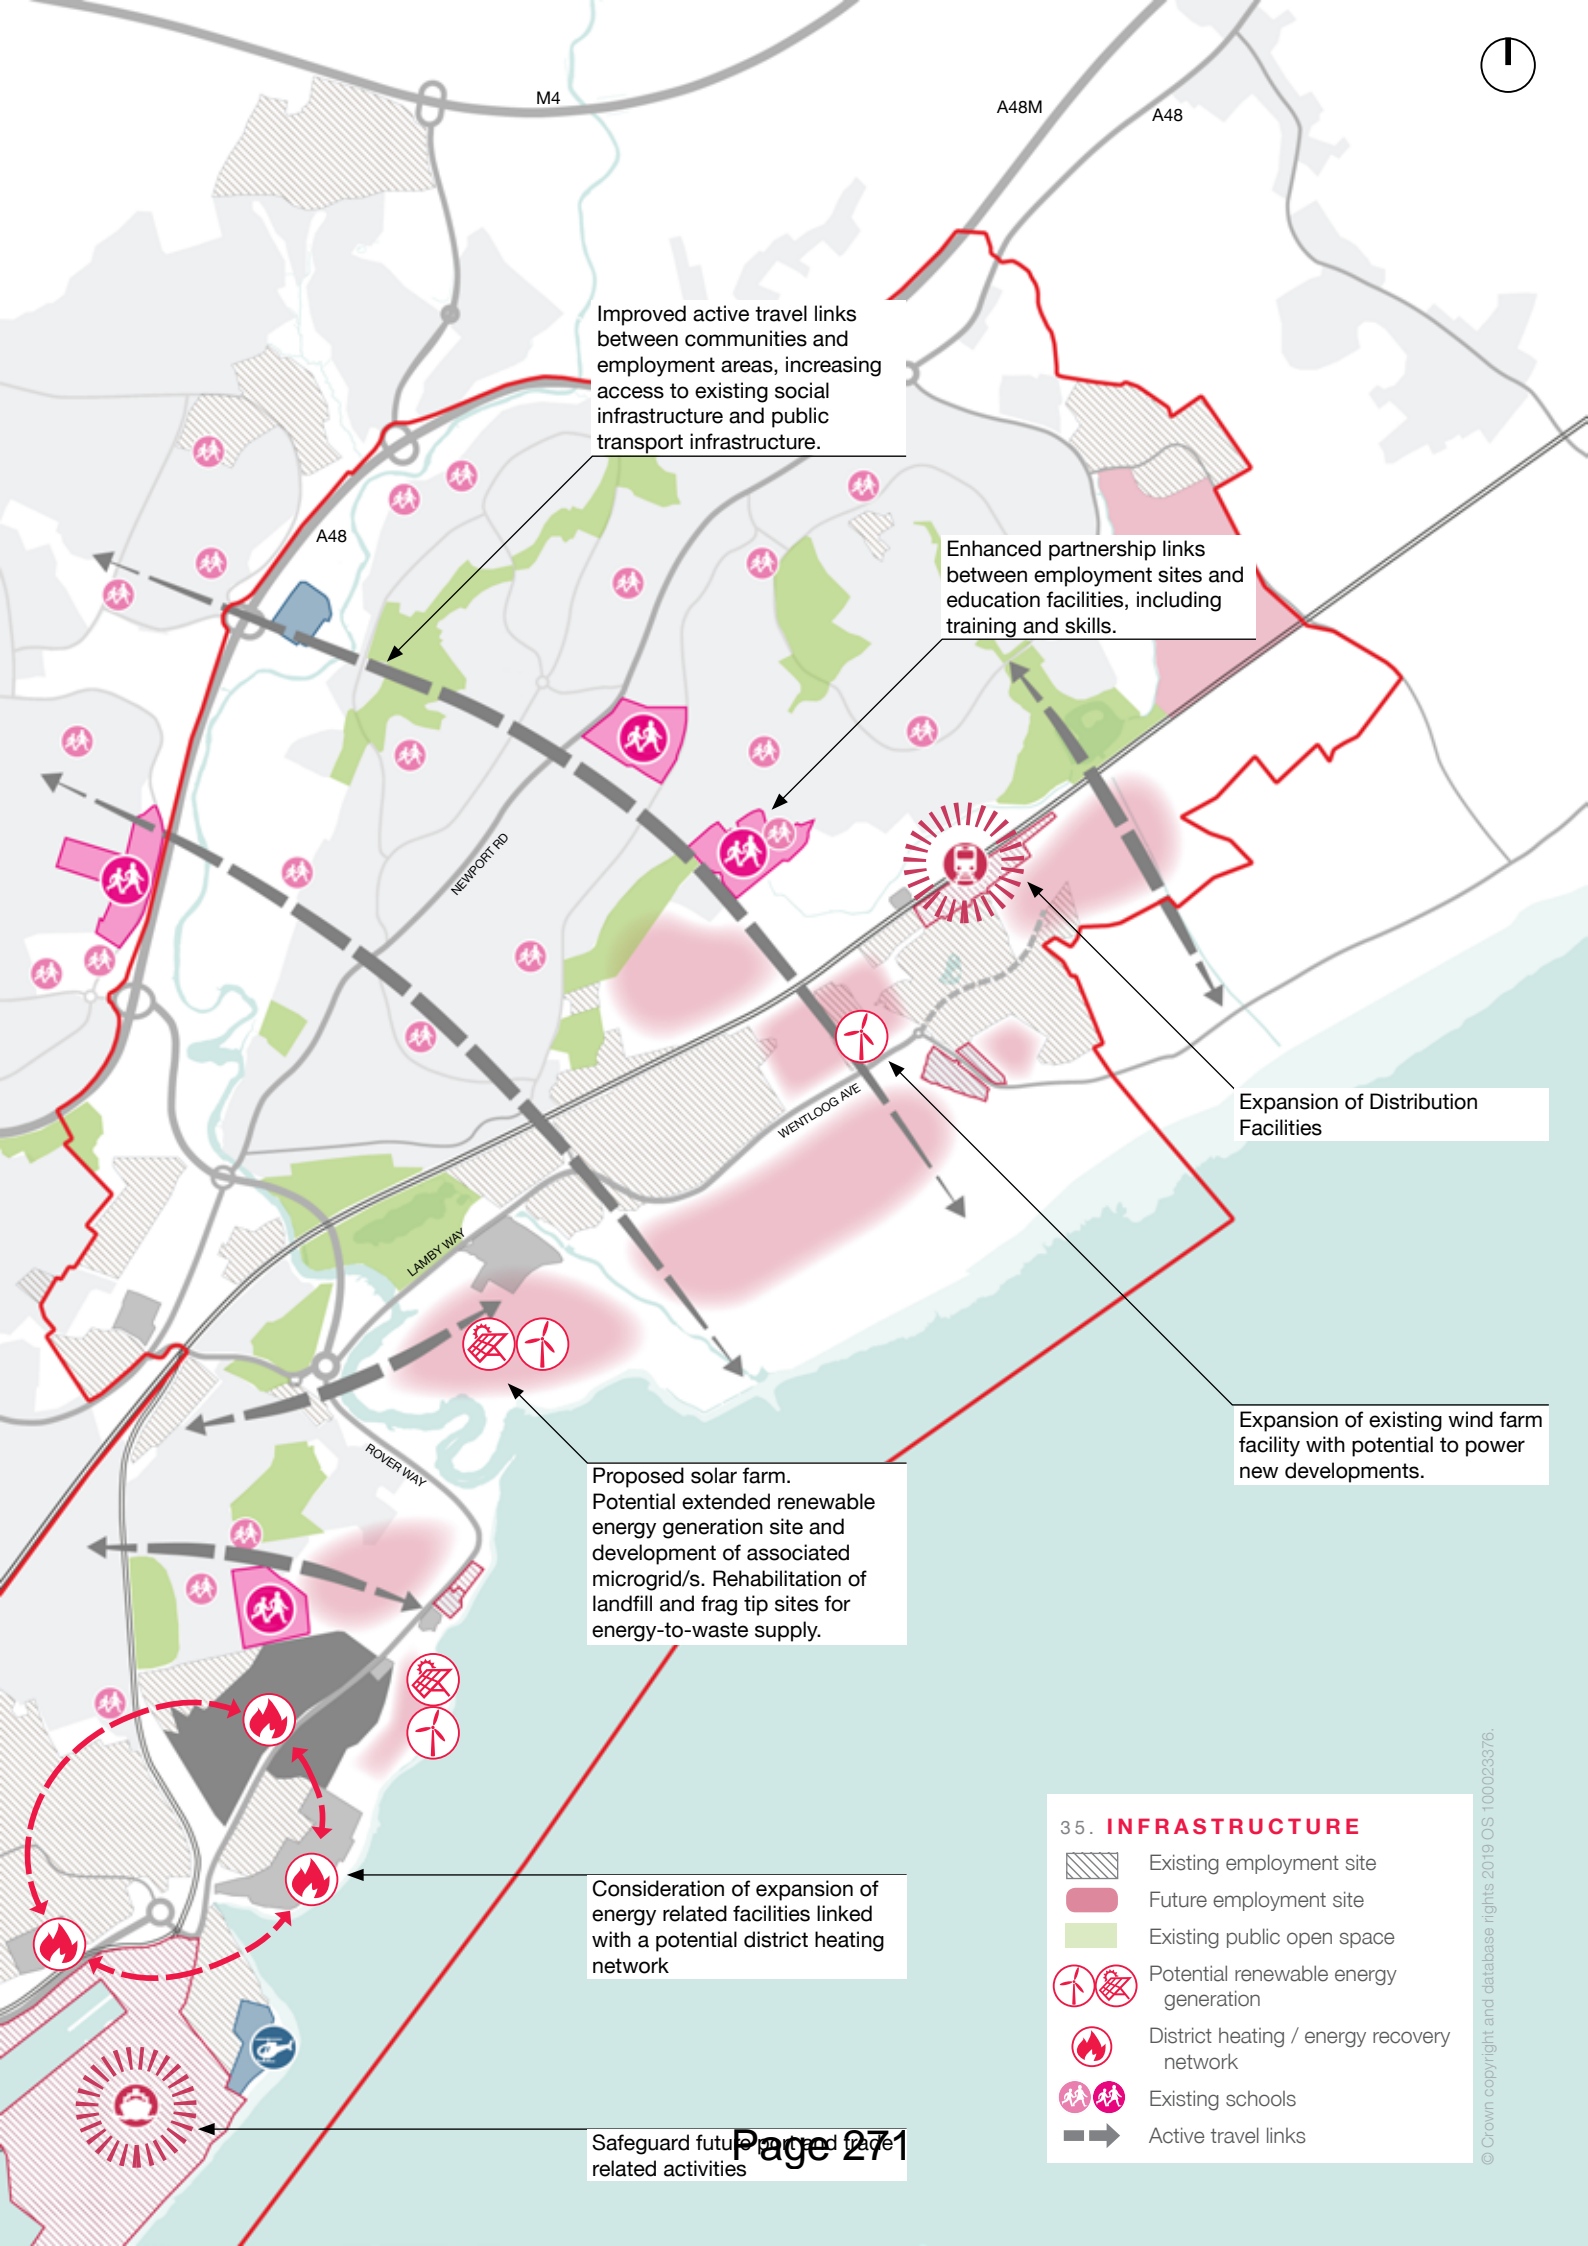 M4
A48M
A48
Improved active travel links
between communities and
employment areas, increasing
access to existing social
infrastructure and public
transport infrastructure.
A48
Enhanced partnership links
between employment sites and
education facilities, including
training and skills.
NEWPORT RD
WENTLOOG AVE
Expansion of Distribution
Facilities
LAMBY WAY
ROVER WAY
Expansion of existing wind farm
facility with potential to power
new developments.
Proposed solar farm.
Potential extended renewable
energy generation site and
development of associated
microgrid/s. Rehabilitation of
landfill and frag tip sites for
energy-to-waste supply.
Consideration of expansion of
energy related facilities linked
with a potential district heating
network
Safeguard future port and trade
related activities
Page 271
35. INFRASTRUCTURE
Existing employment site
Future employment site
Existing public open space
Potential renewable energy
generation
District heating / energy recovery
network
Existing schools
Active travel links
© Crown copyright and database rights 2019 OS 100023376.